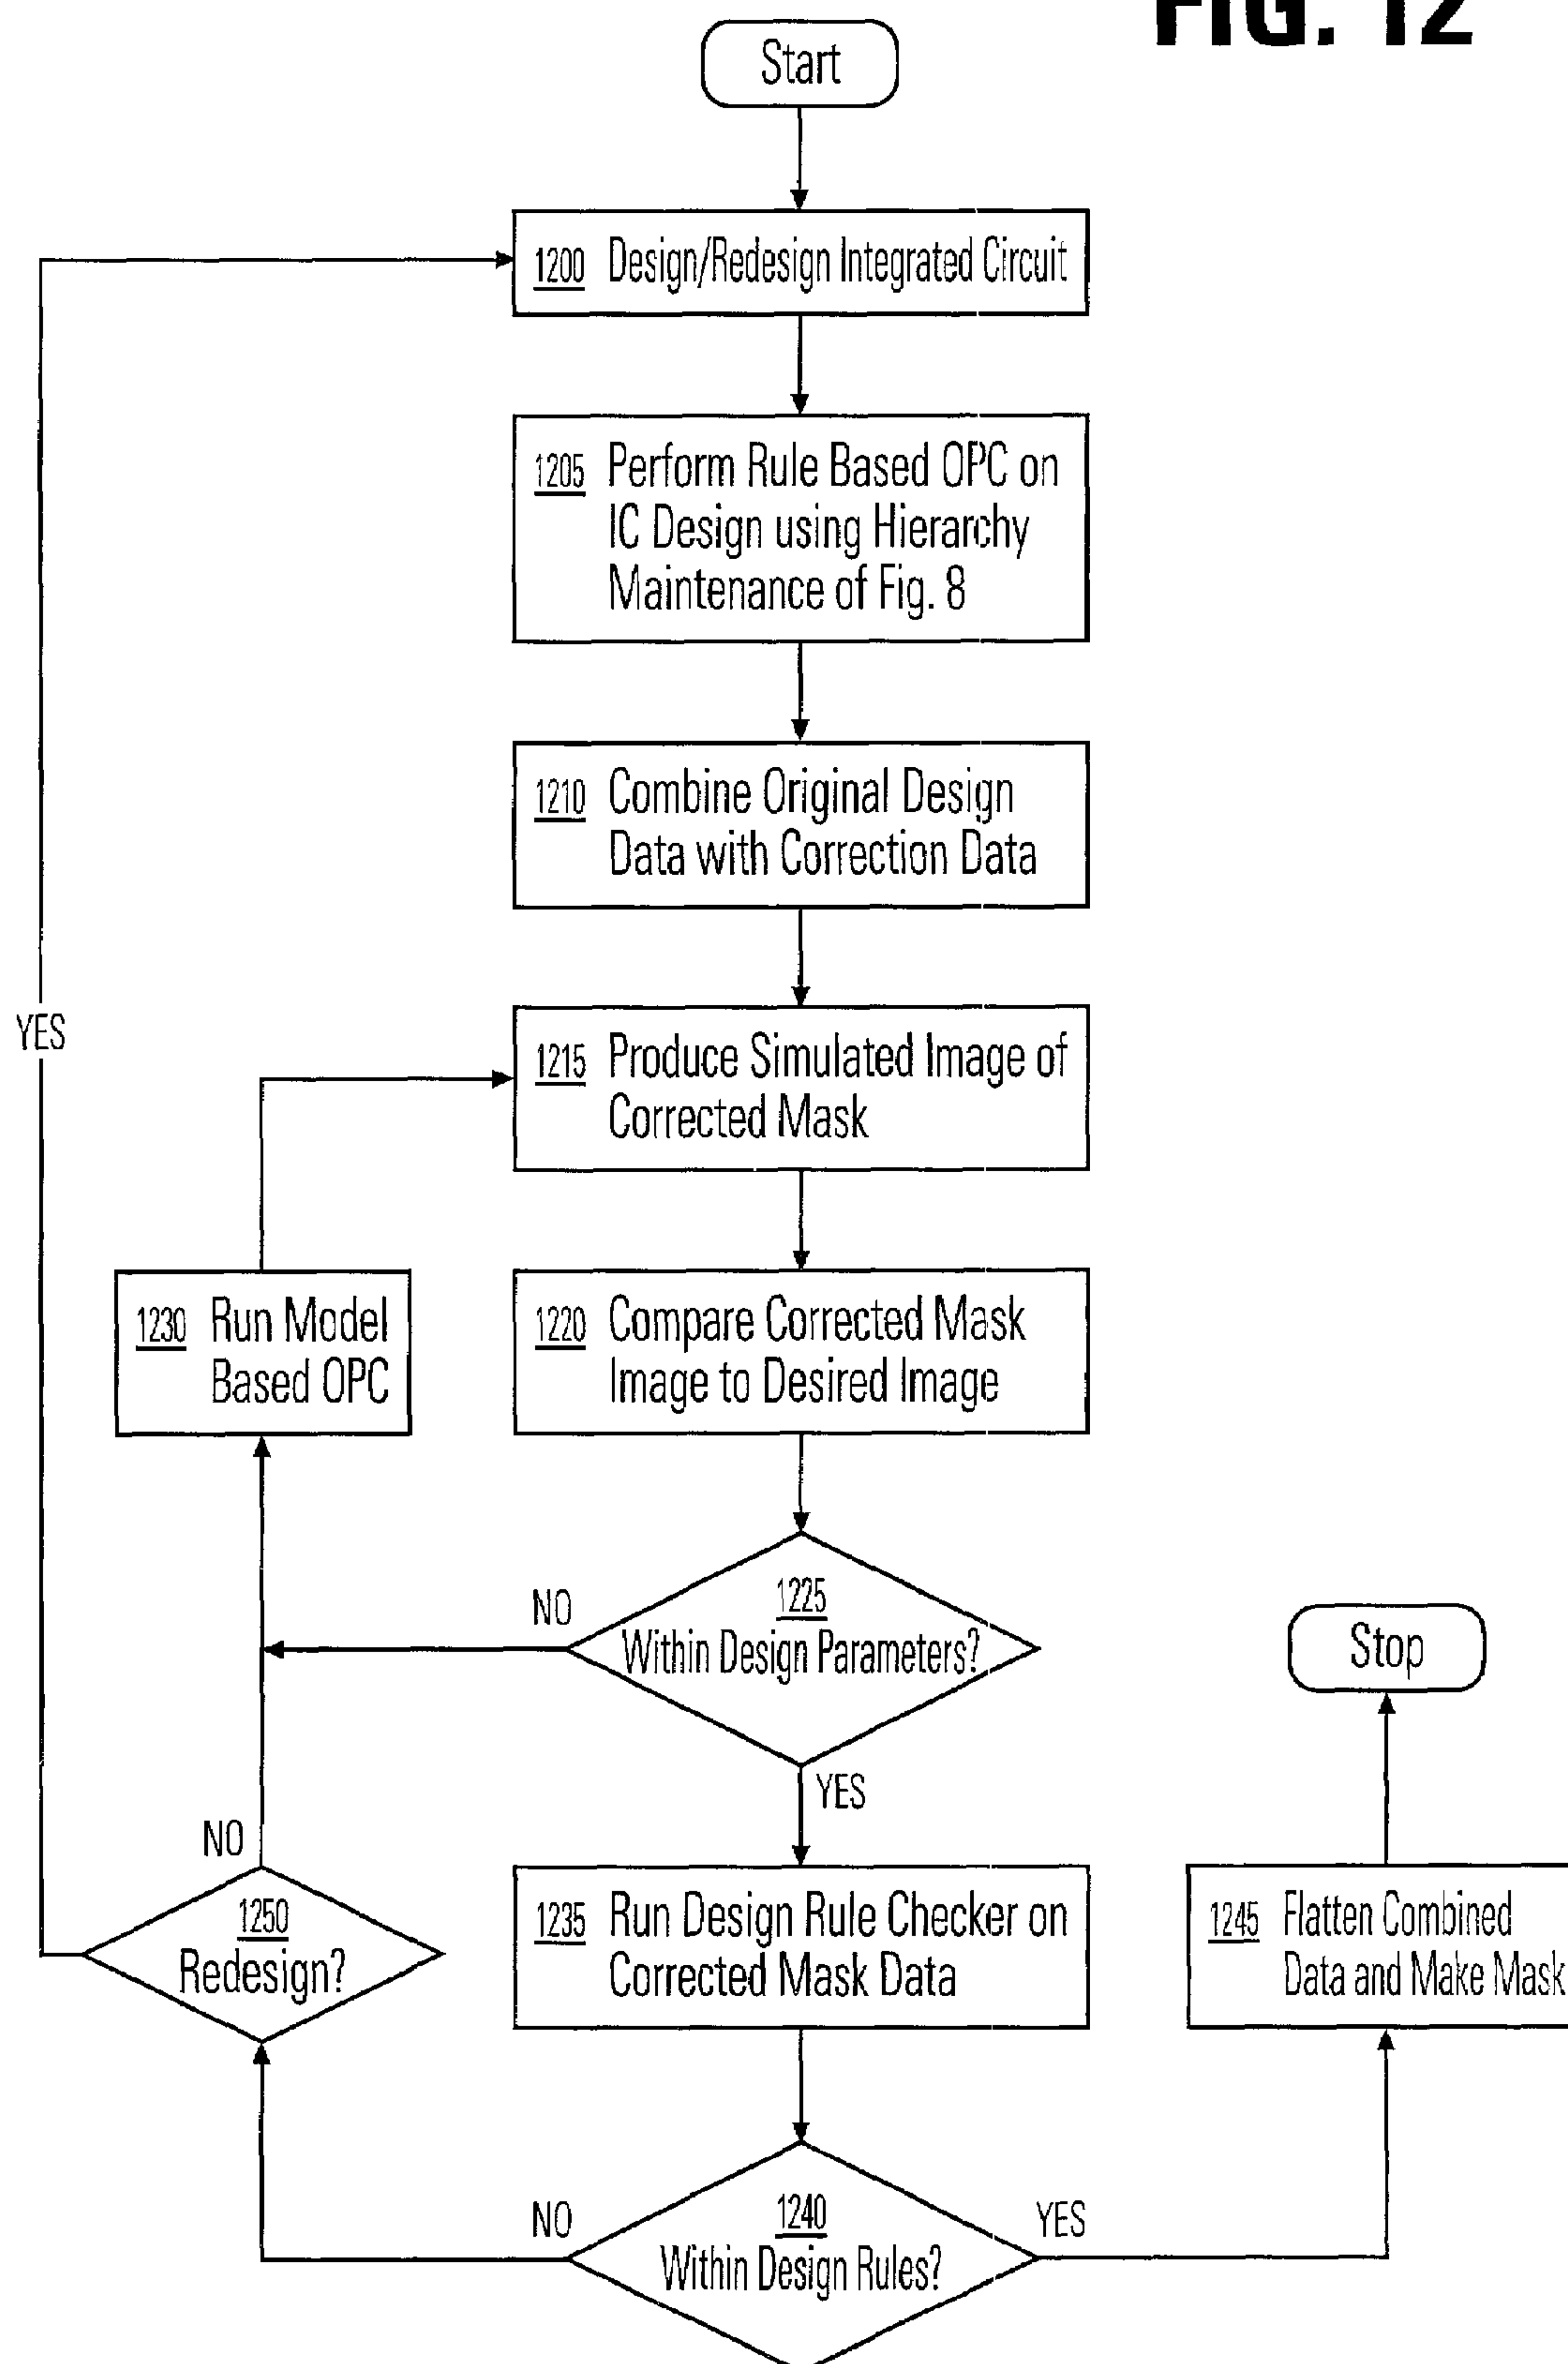 FIG. 12
Start
1200 Design/Redesign Integrated Circuit
1205 Perform Rule Based OPC on
IC Design using Hierarchy
Maintenance of Fig. 8
1210 Combine Original Design
Data with Correction Data
YES
1215 Produce Simulated Image of
Corrected Mask
1230 Run Model
Based OPC
1220 Compare Corrected Mask
Image to Desired Image
NO
1225
Within Design Parameters?
Stop
YES
NO
1250
Redesign?
1235 Run Design Rule Checker on
Corrected Mask Data
1245 Flatten Combined
Data and Make Mask
NO
1240
Within Design Rules?
YES